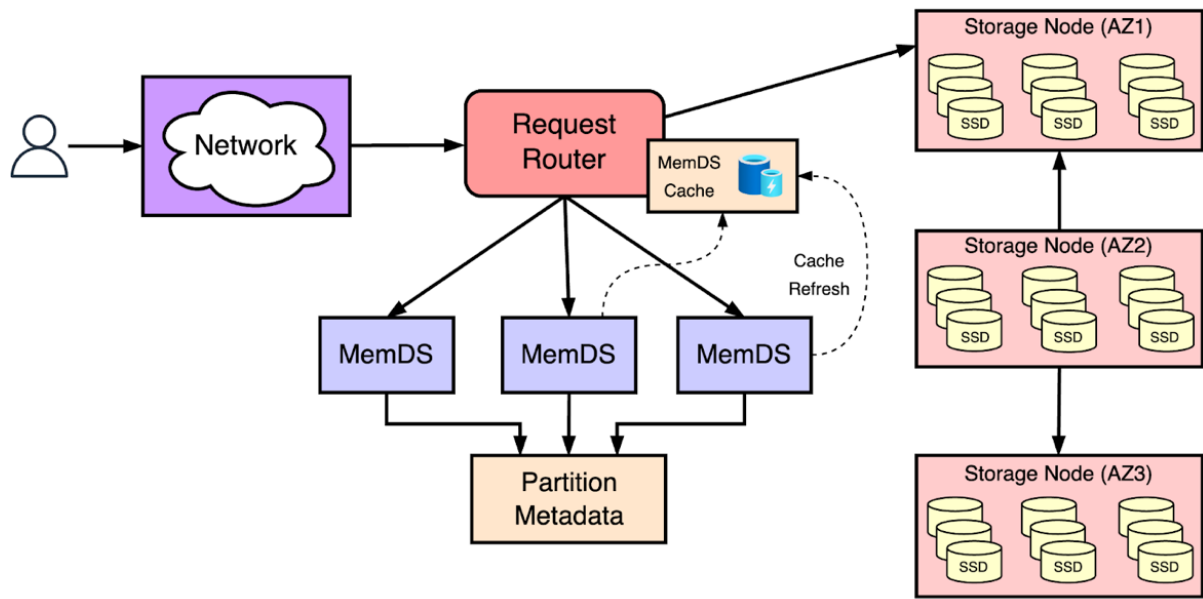 Network
Request
Router
MemDS
Cache
Cache
Refresh
MemDS
MemDS
MemDS
Partition
Metadata
Storage Node (AZ1)
SSD
SSD
SSD
Storage Node (AZ2)
SSD
SSD
SSD
Storage Node (AZ3)
SSD
SSD
SSD